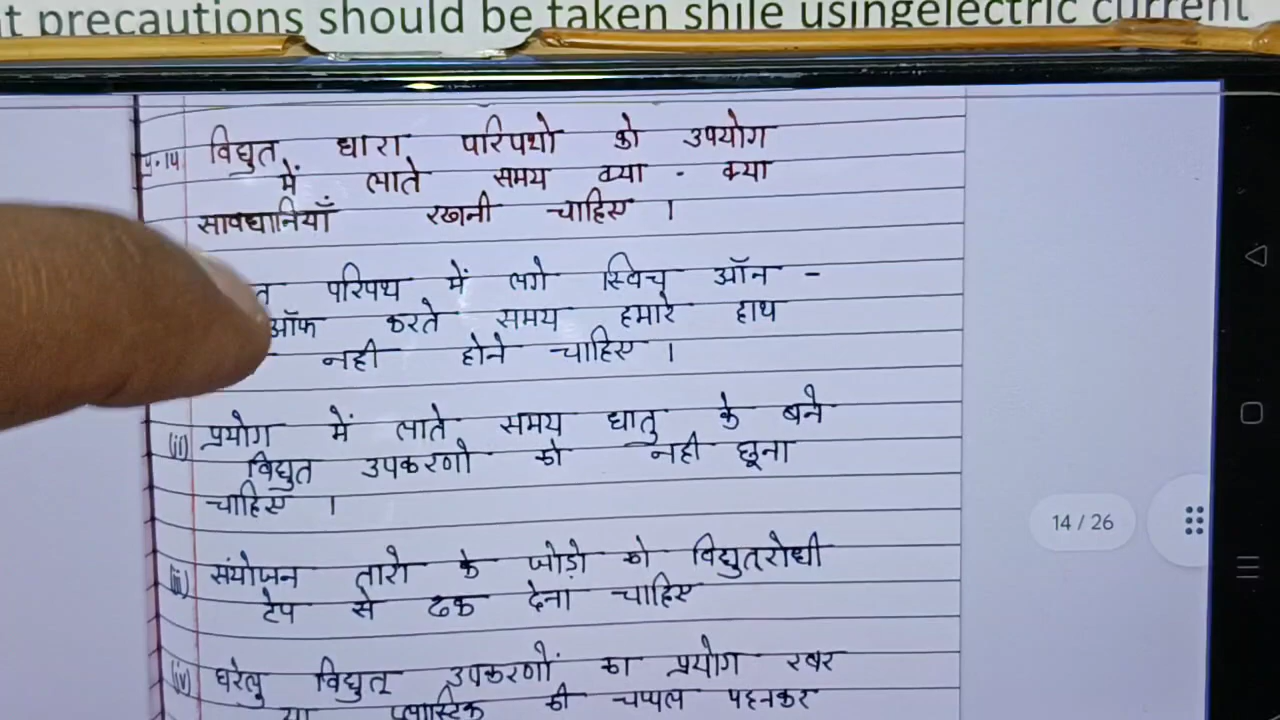 t precautions should be taken shile usingelectric current
प्र.14 विद्युत धारा परिपथो को उपयोग
में लाते समय क्या - क्या
सावधानियाँ रखनी चाहिए ।
परिपथ में लगे स्विच ऑन -
ऑफ करते समय हमारे हाथ
नही होने चाहिए ।
(ii) प्रयोग में लाते समय धातु के बने
विद्युत उपकरणो को नही छूना
चाहिए ।
(iii) संयोजन तारो के जोड़ो को विद्युतरोधी
टेप से ढक देना चाहिए
14 / 26
(iv) घरेलु विद्युत् उपकरणों का प्रयोग रबर
या प्लास्टिक की चप्पल पहनकर